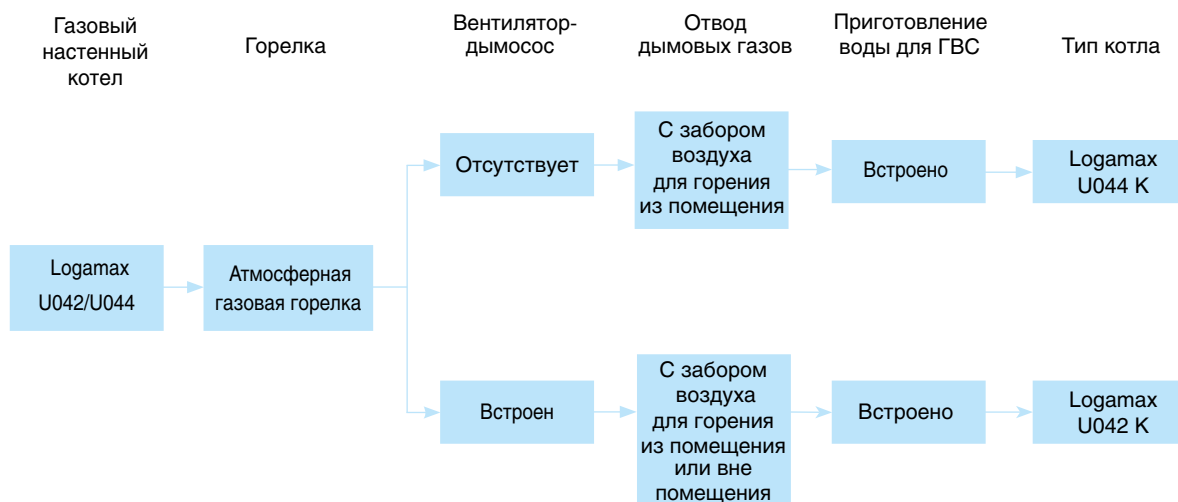 Газовый
настенный
котел
Горелка
Вентилятор-
дымосос
Отвод
дымовых газов
Приготовление
воды для ГВС
Тип котла
Logamax
U042/U044
Атмосферная
газовая горелка
Отсутствует
С забором
воздуха
для горения
из помещения
Встроено
Logamax
U044 K
Встроен
С забором
воздуха
для горения
из помещения
или вне
помещения
Встроено
Logamax
U042 K